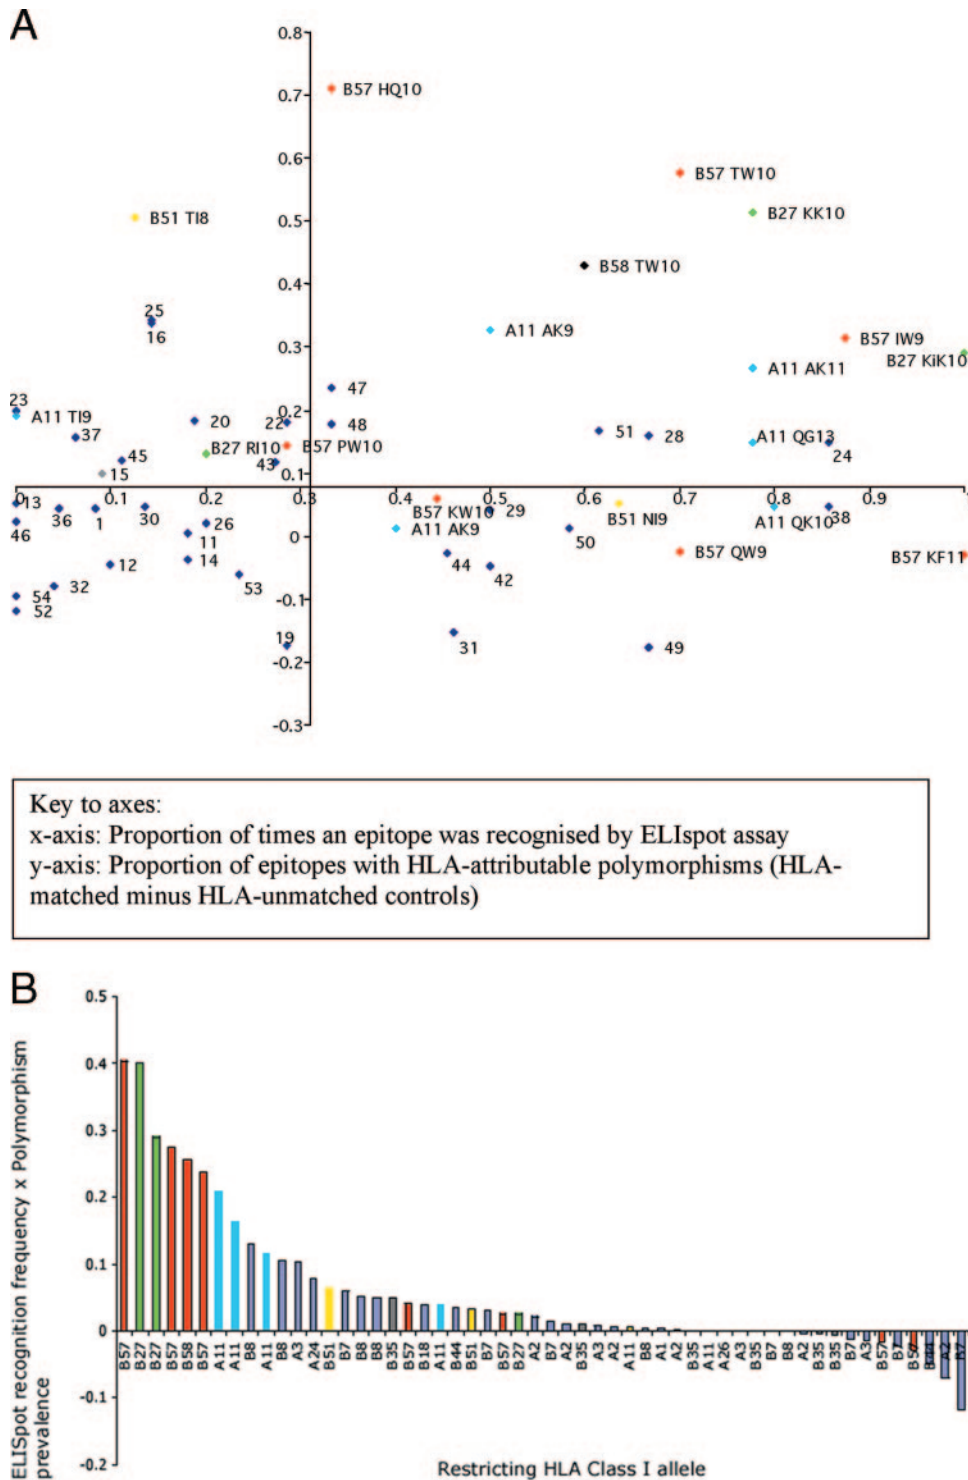 A
0.8
0.7
B57 HQ10
0.6
B57 TW10
0.5
B51 TI8
B27 KK10
B58 TW10
0.4
25
16
A11 AK9
0.3
B57 IW9
B27 KiK10
A11 AK11
47
23
A11 TI9
0.2
20
22
48
51
28
A11 QG13
24
37
45
B27 RI10
43
B57 PW10
15
0.1
0
0.1
0.2
0.3
0.4
0.5
0.6
0.7
0.8
0.9
1
13
36
1
30
B57 KW10
29
B51 NI9
A11 QK10
38
46
26
11
A11 AK9
50
0
14
44
B57 QW9
B57 KF11
12
42
32
53
54
52
-0.1
19
31
49
-0.2
-0.3
Key to axes:
x-axis: Proportion of times an epitope was recognised by ELIspot assay
y-axis: Proportion of epitopes with HLA-attributable polymorphisms (HLA-
matched minus HLA-unmatched controls)
B
ELISpot recognition frequency x Polymorphism
prevalence
0.5
0.4
0.3
0.2
0.1
0
-0.1
-0.2
B57 B27 B27 B57 B58 B57 A11 A11 B8 A11 B8 A3 A24 B51 B7 B8 B8 B35 B57 B18 A11 B44 B51 B7 B57 B27 A2 B7 A2 B35 A3 A2 A11 B8 A1 A2 B35 A11 A26 A3 B35 B7 B8 A2 B35 B35 B7 A3 B57 B7 B57 B44 A2 B7
Restricting HLA Class I allele